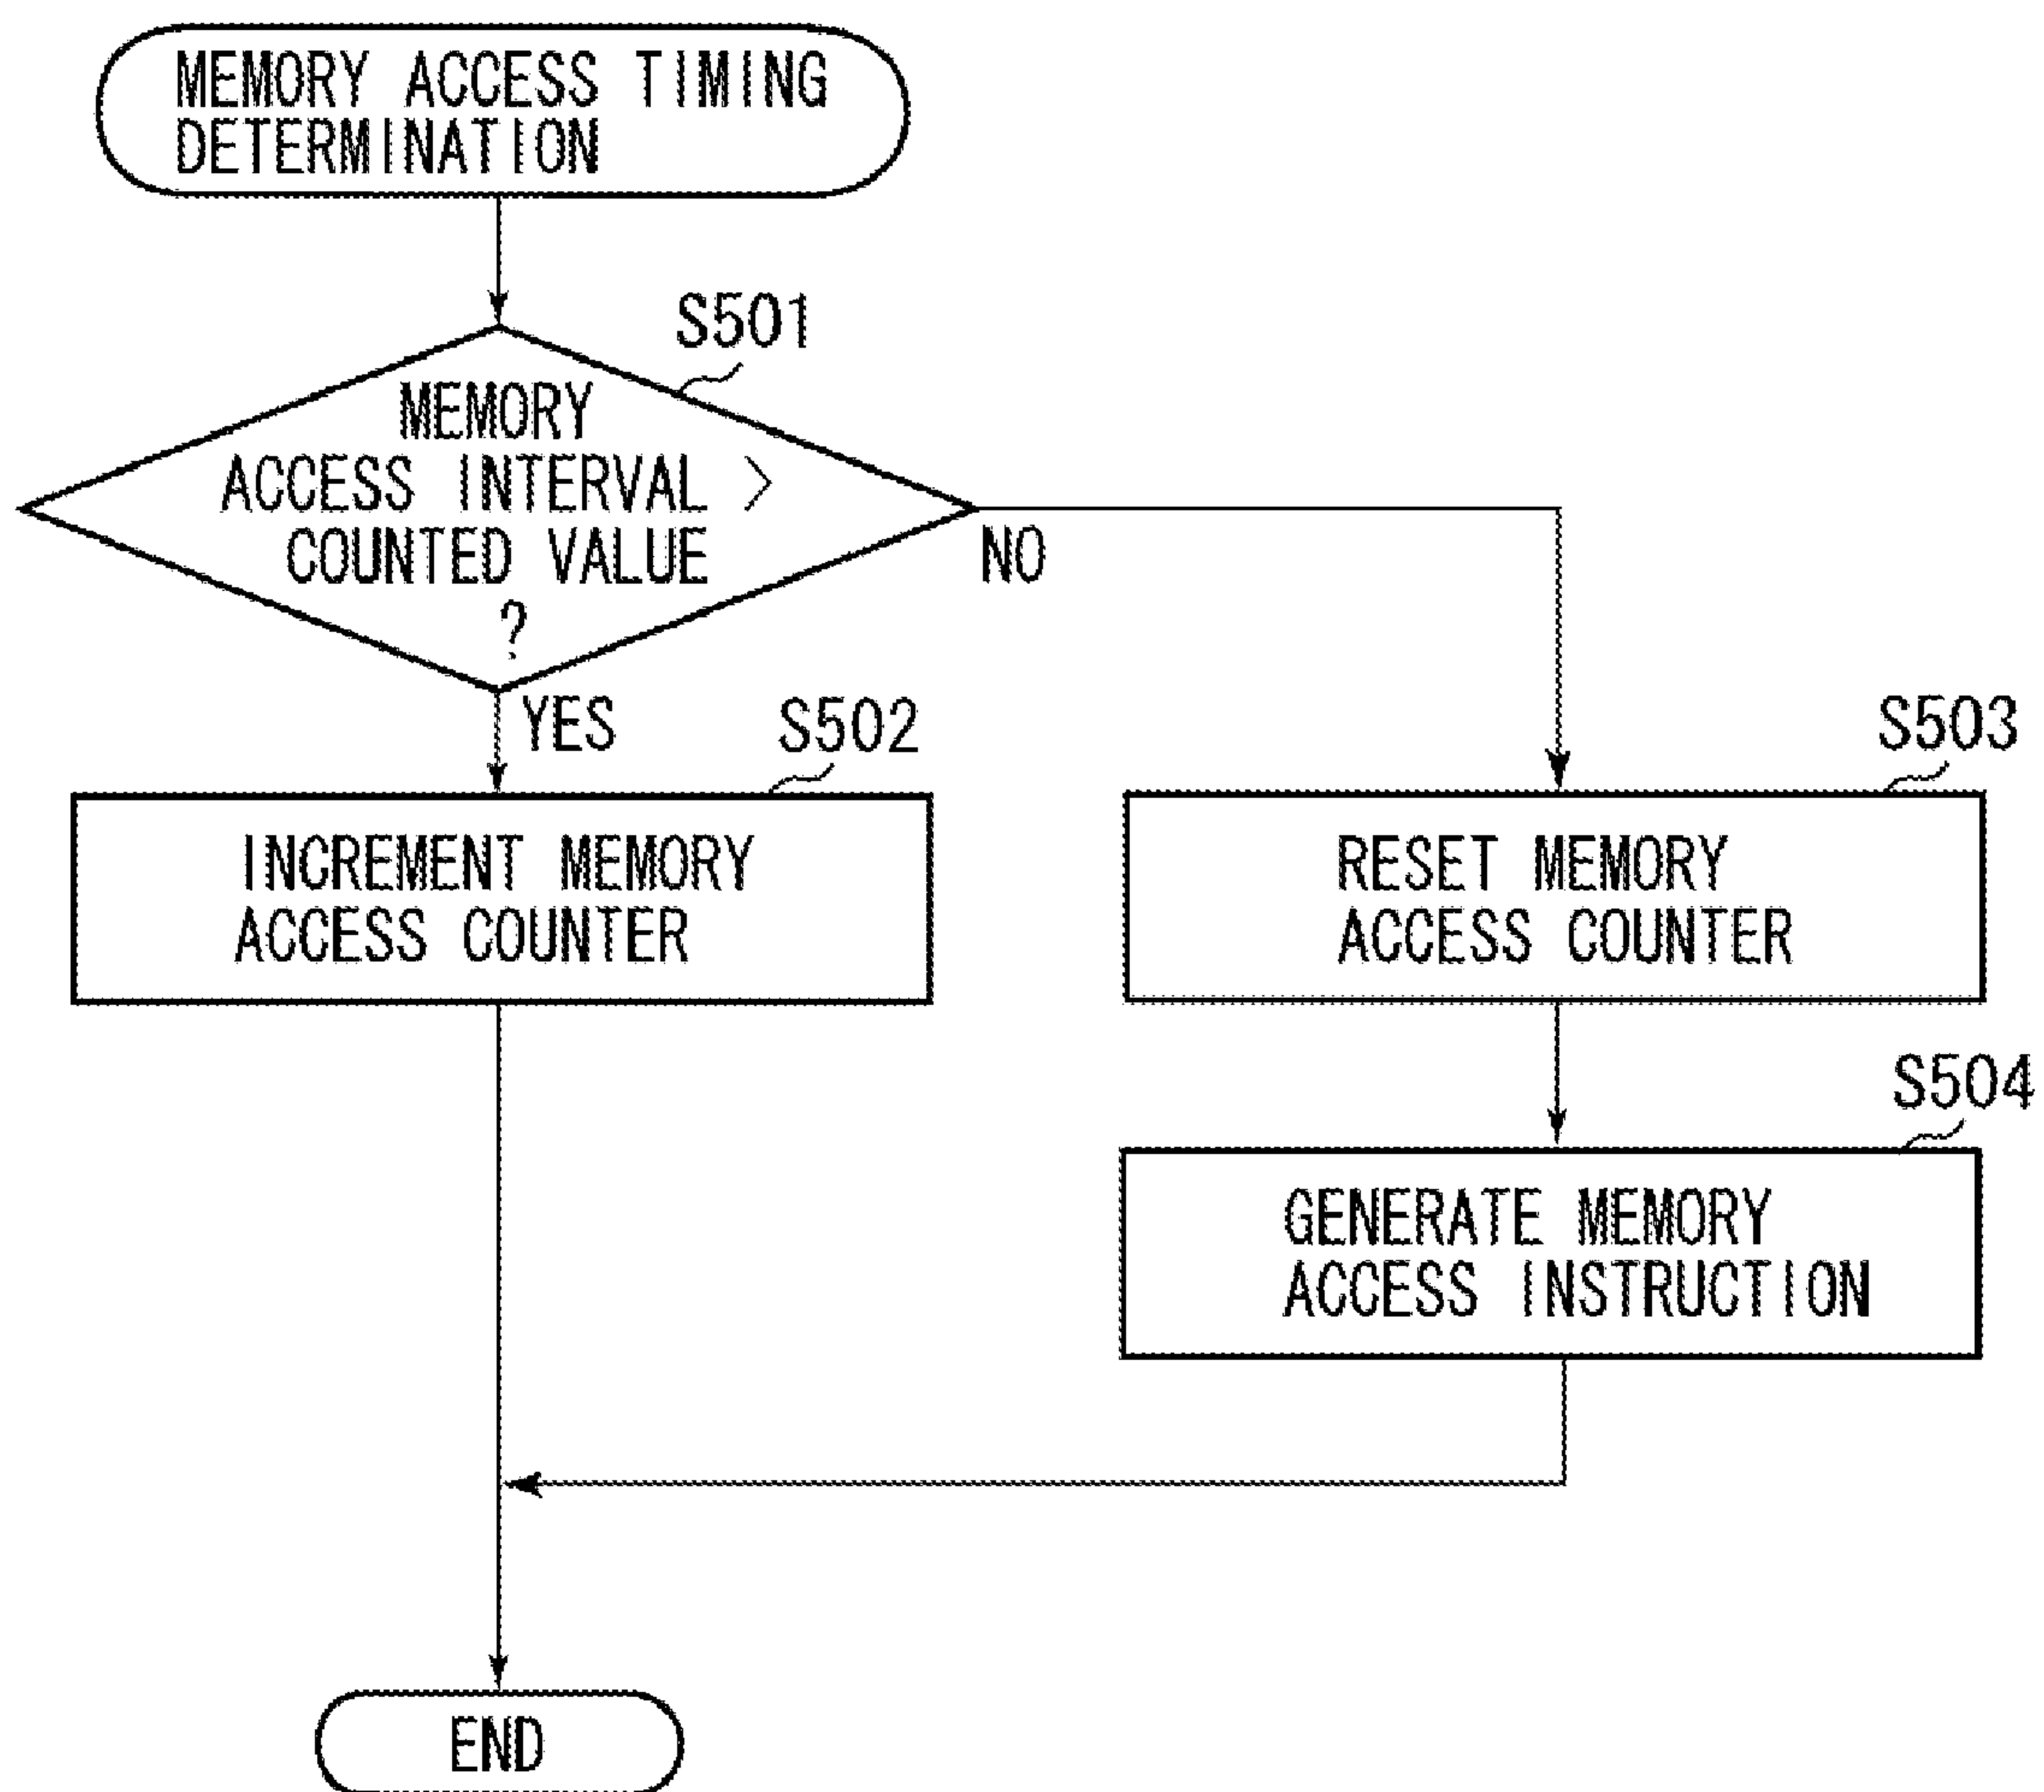 MEMORY ACCESS TIMING
DETERMINATION
S501
MEMORY
ACCESS INTERVAL >
COUNTED VALUE
?
NO
YES
S502
INCREMENT MEMORY
ACCESS COUNTER
S503
RESET MEMORY
ACCESS COUNTER
S504
GENERATE MEMORY
ACCESS INSTRUCTION
END